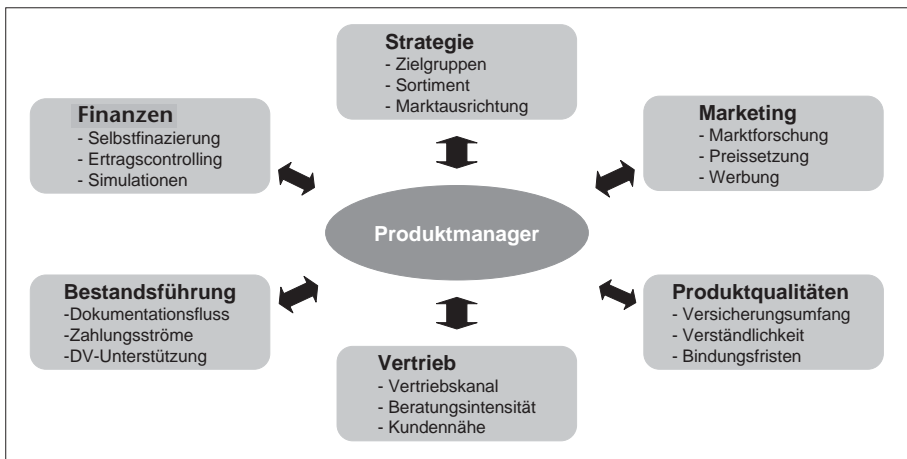 Strategie
- Zielgruppen
- Sortiment
- Marktausrichtung
Finanzen
- Selbstfinazierung
- Ertragscontrolling
- Simulationen
Marketing
- Marktforschung
- Preissetzung
- Werbung
Produktmanager
Bestandsführung
-Dokumentationsfluss
-Zahlungsströme
-DV-Unterstützung
Produktqualitäten
- Versicherungsumfang
- Verständlichkeit
- Bindungsfristen
Vertrieb
- Vertriebskanal
- Beratungsintensität
- Kundennähe